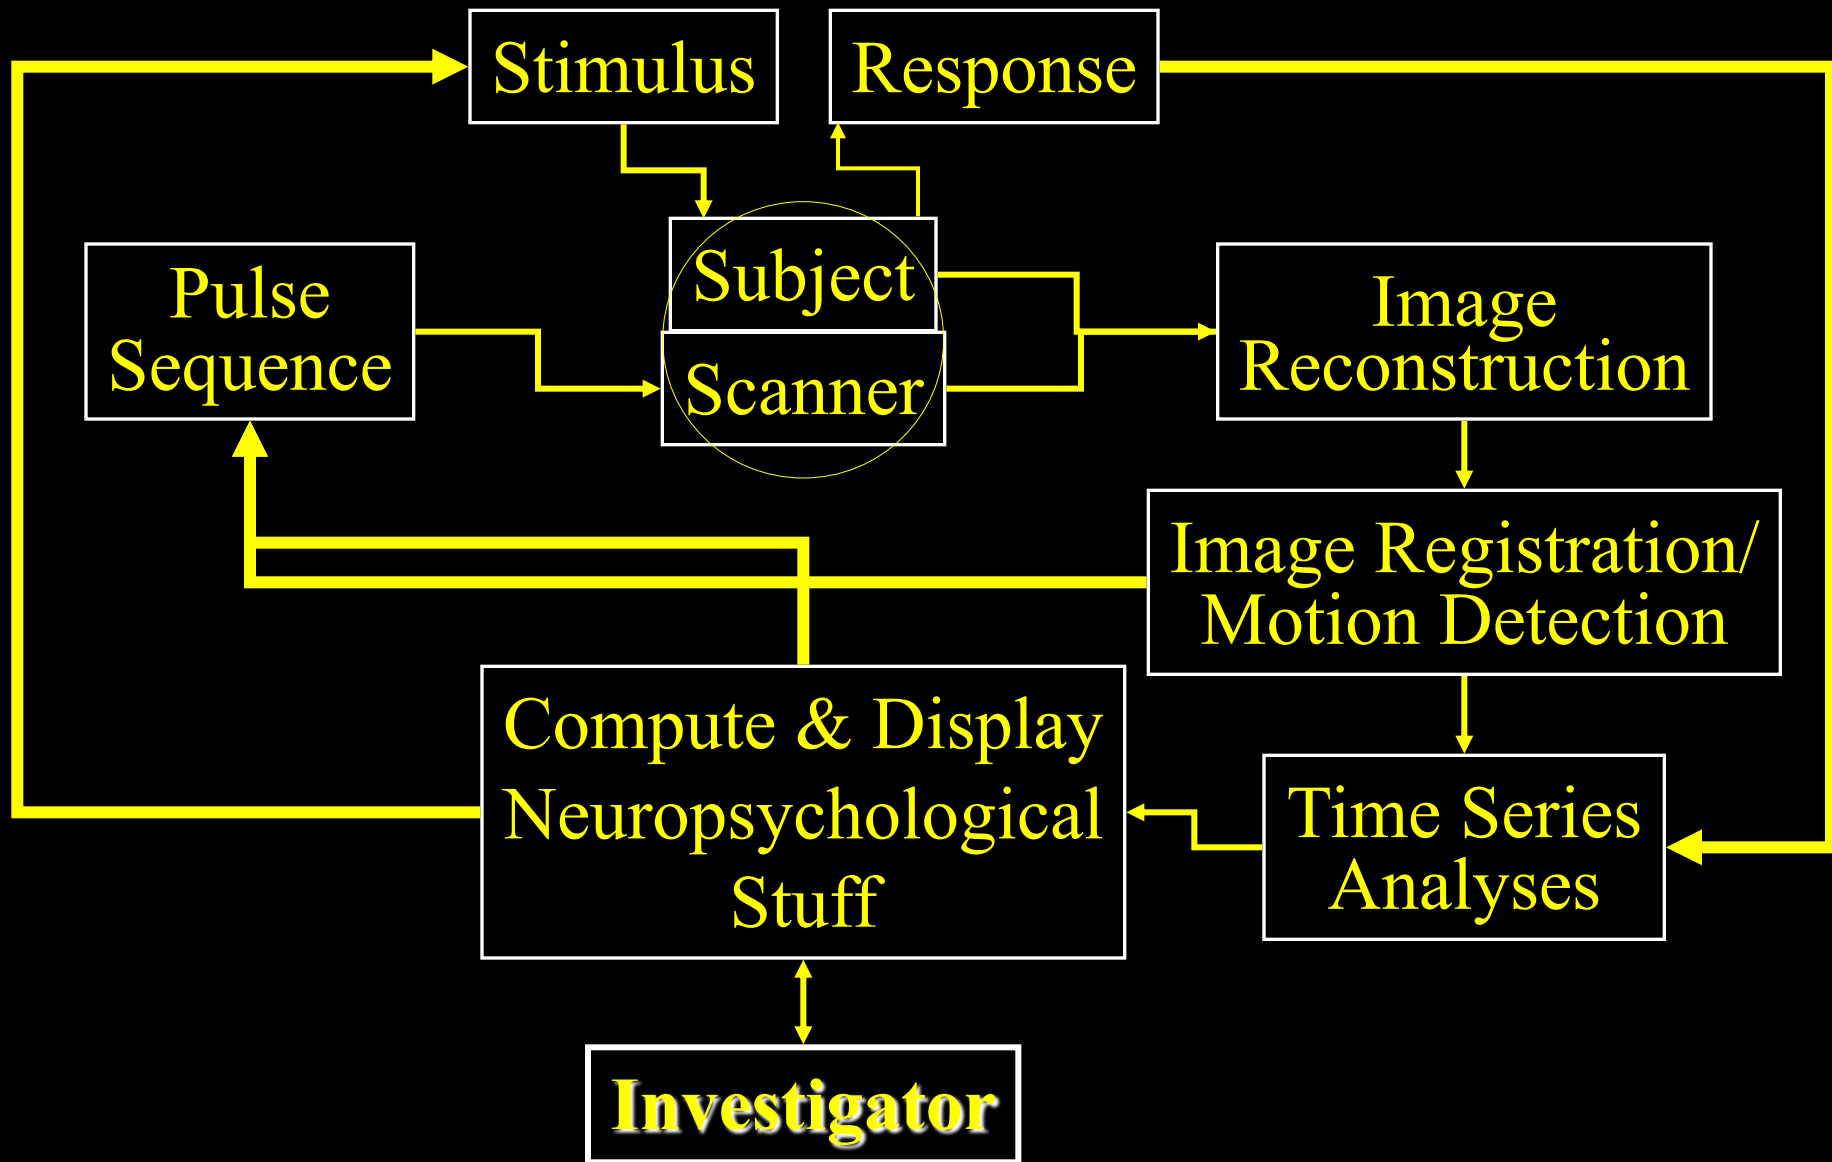 Stimulus
Response
Subject
Scanner
Pulse
Sequence
Image
Reconstruction
Image Registration/
Motion Detection
Compute & Display
Neuropsychological
Stuff
Time Series
Analyses
Investigator